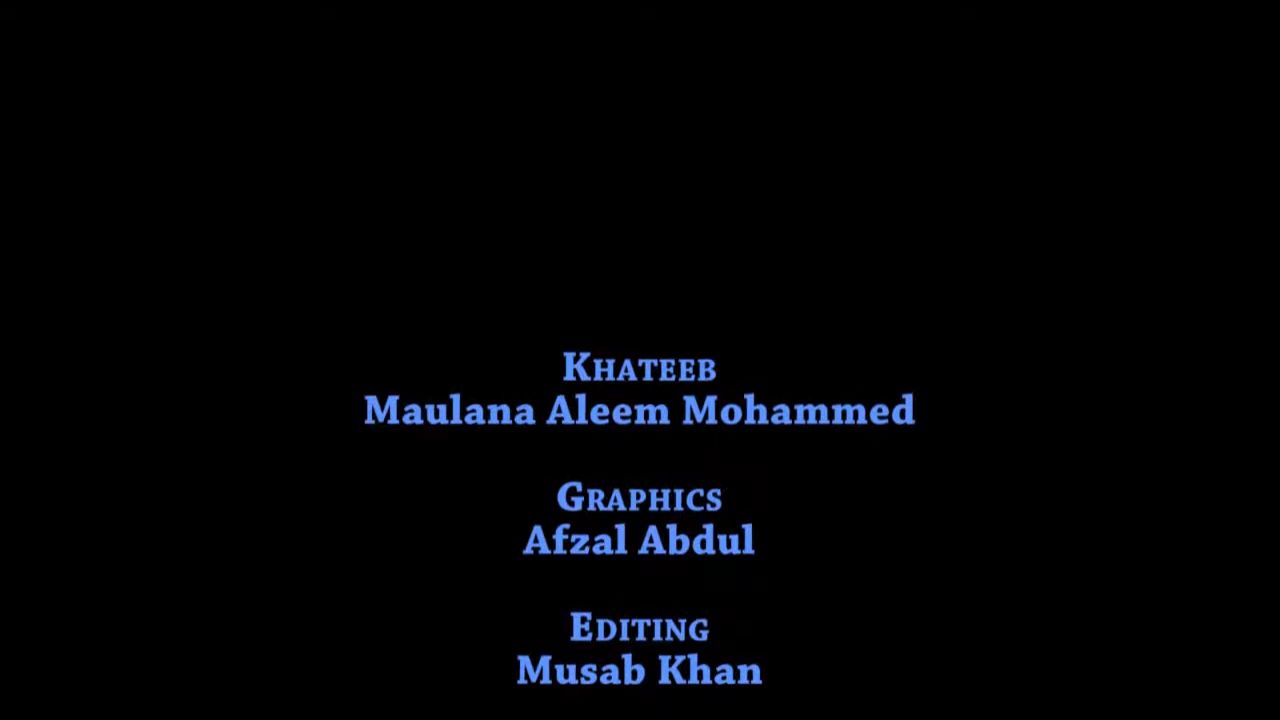 Khateeb
Maulana Aleem Mohammed
Graphics
Afzal Abdul
Editing
Musab Khan